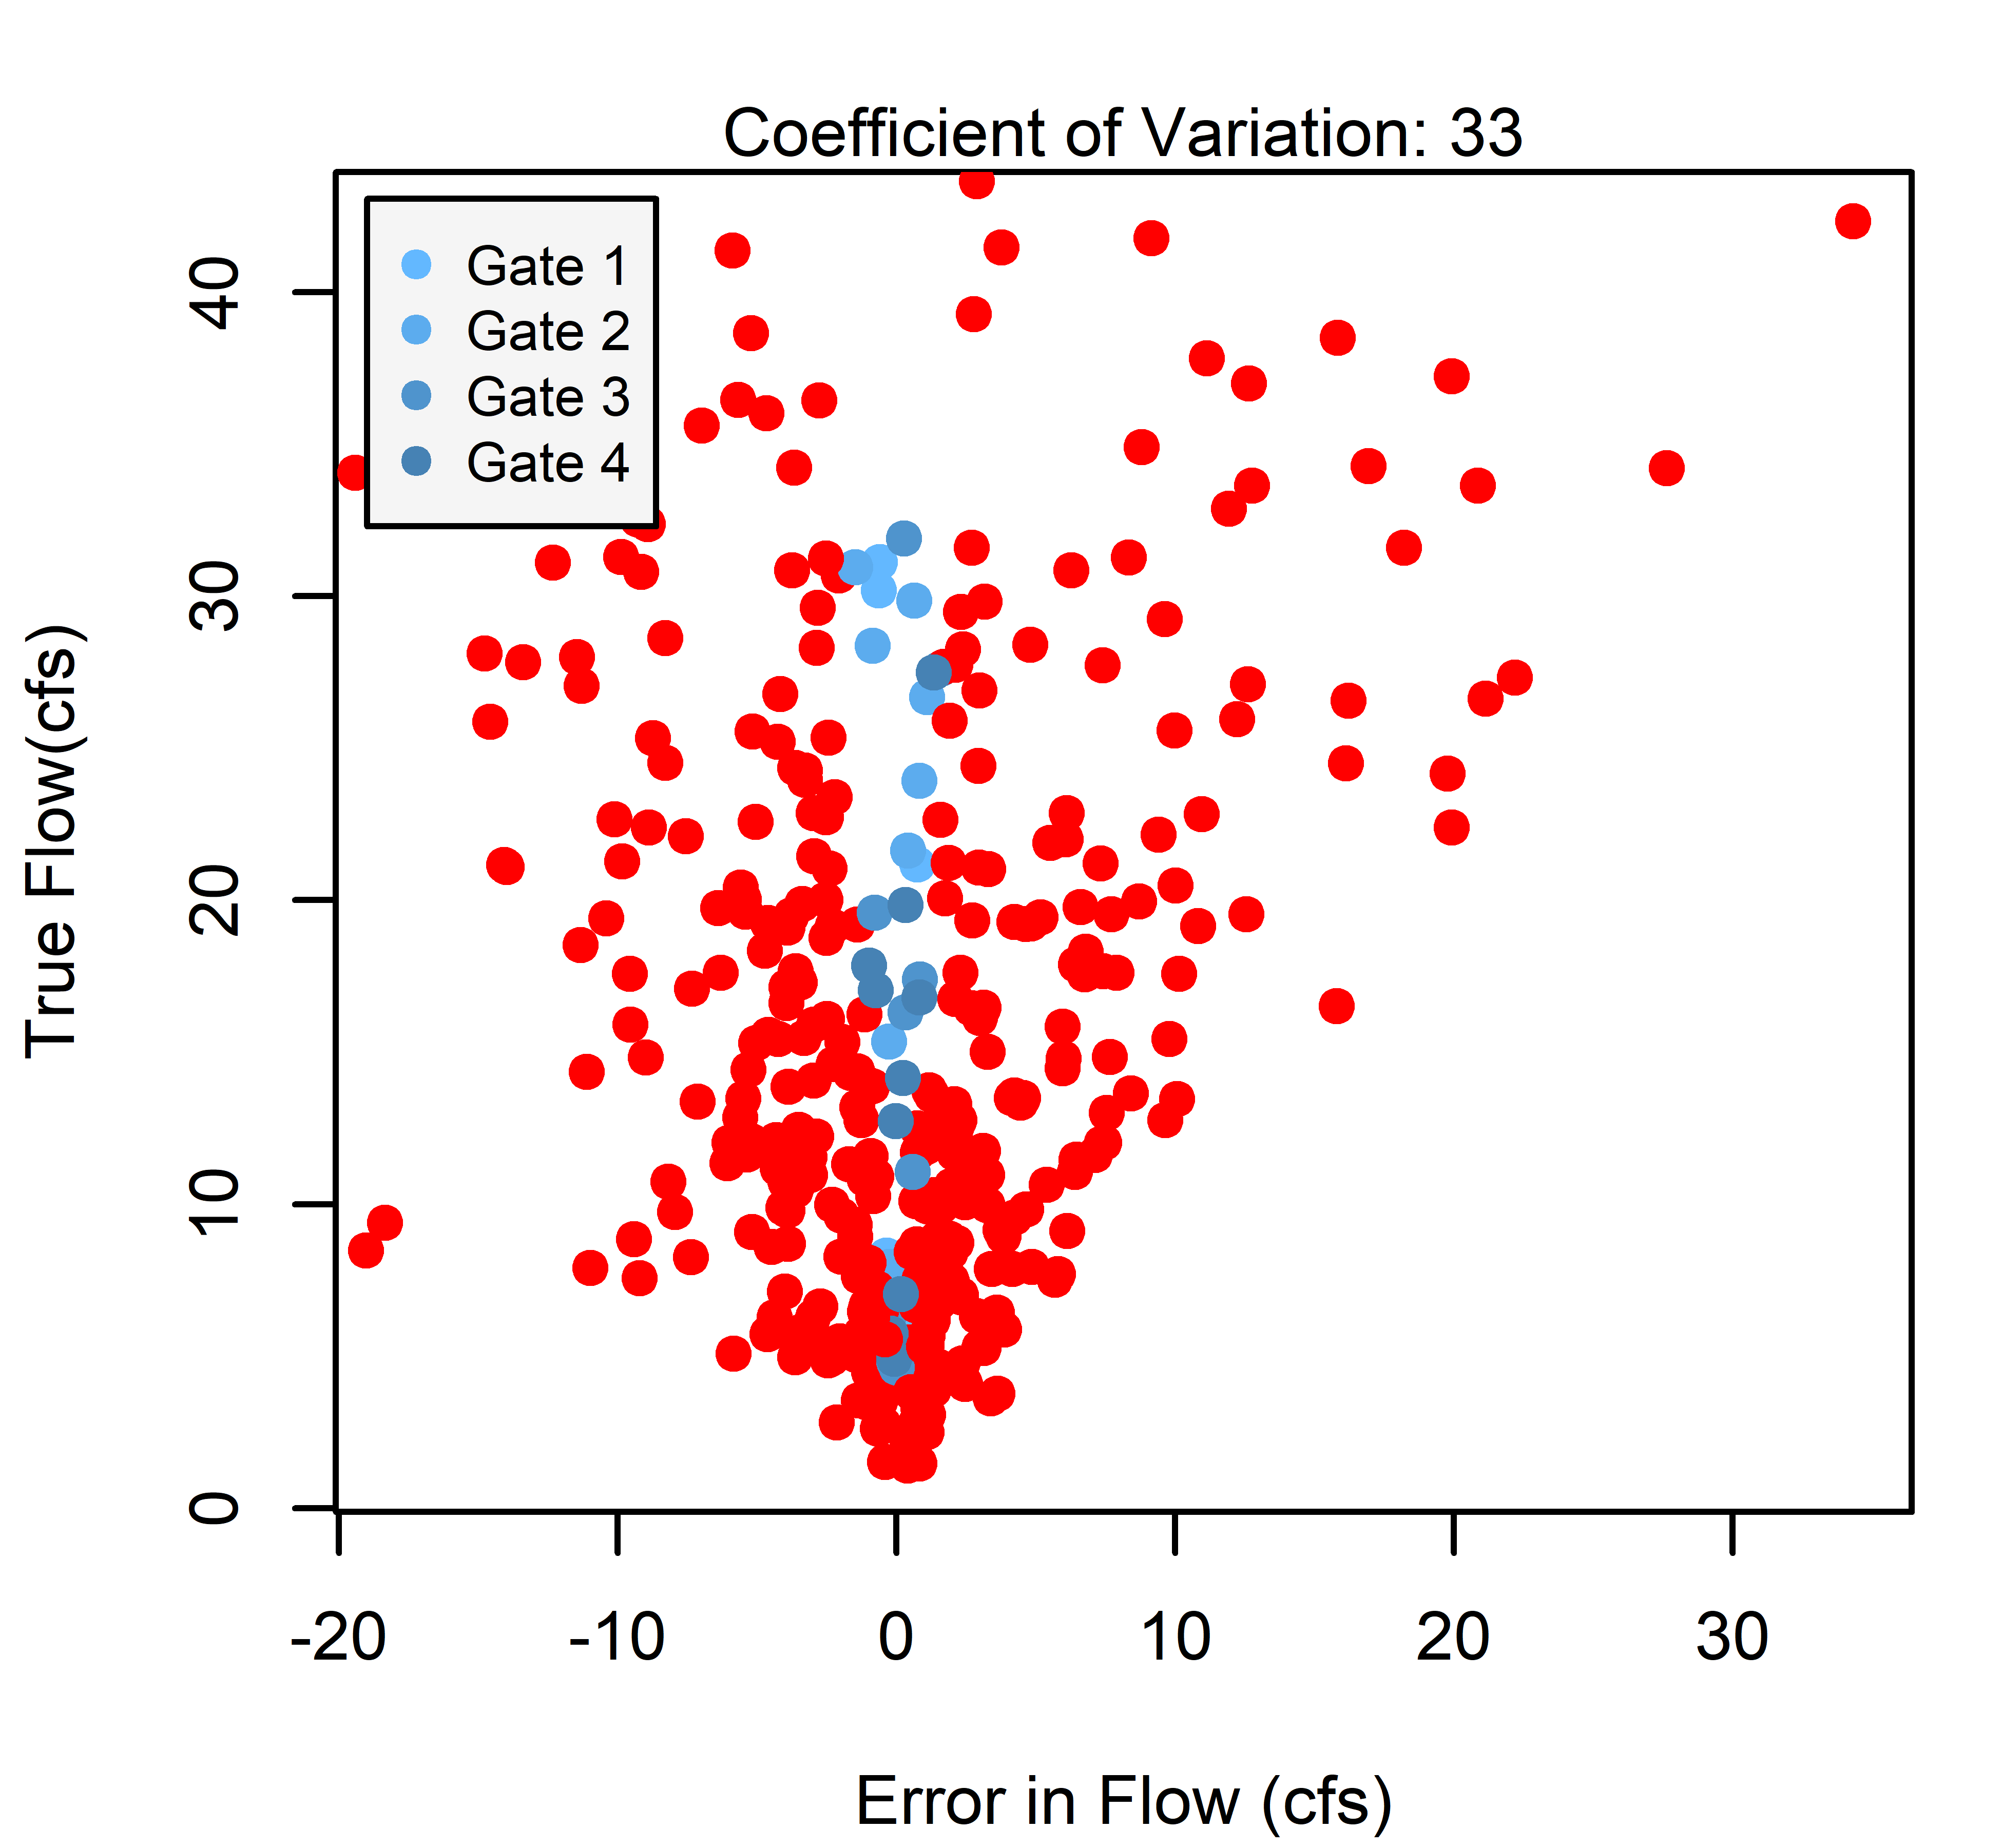 Coefficient of Variation: 33
Gate 1
Gate 2
Gate 3
Gate 4
True Flow(cfs)
40
30
20
10
0
-20 -10 0 10 20 30
Error in Flow (cfs)